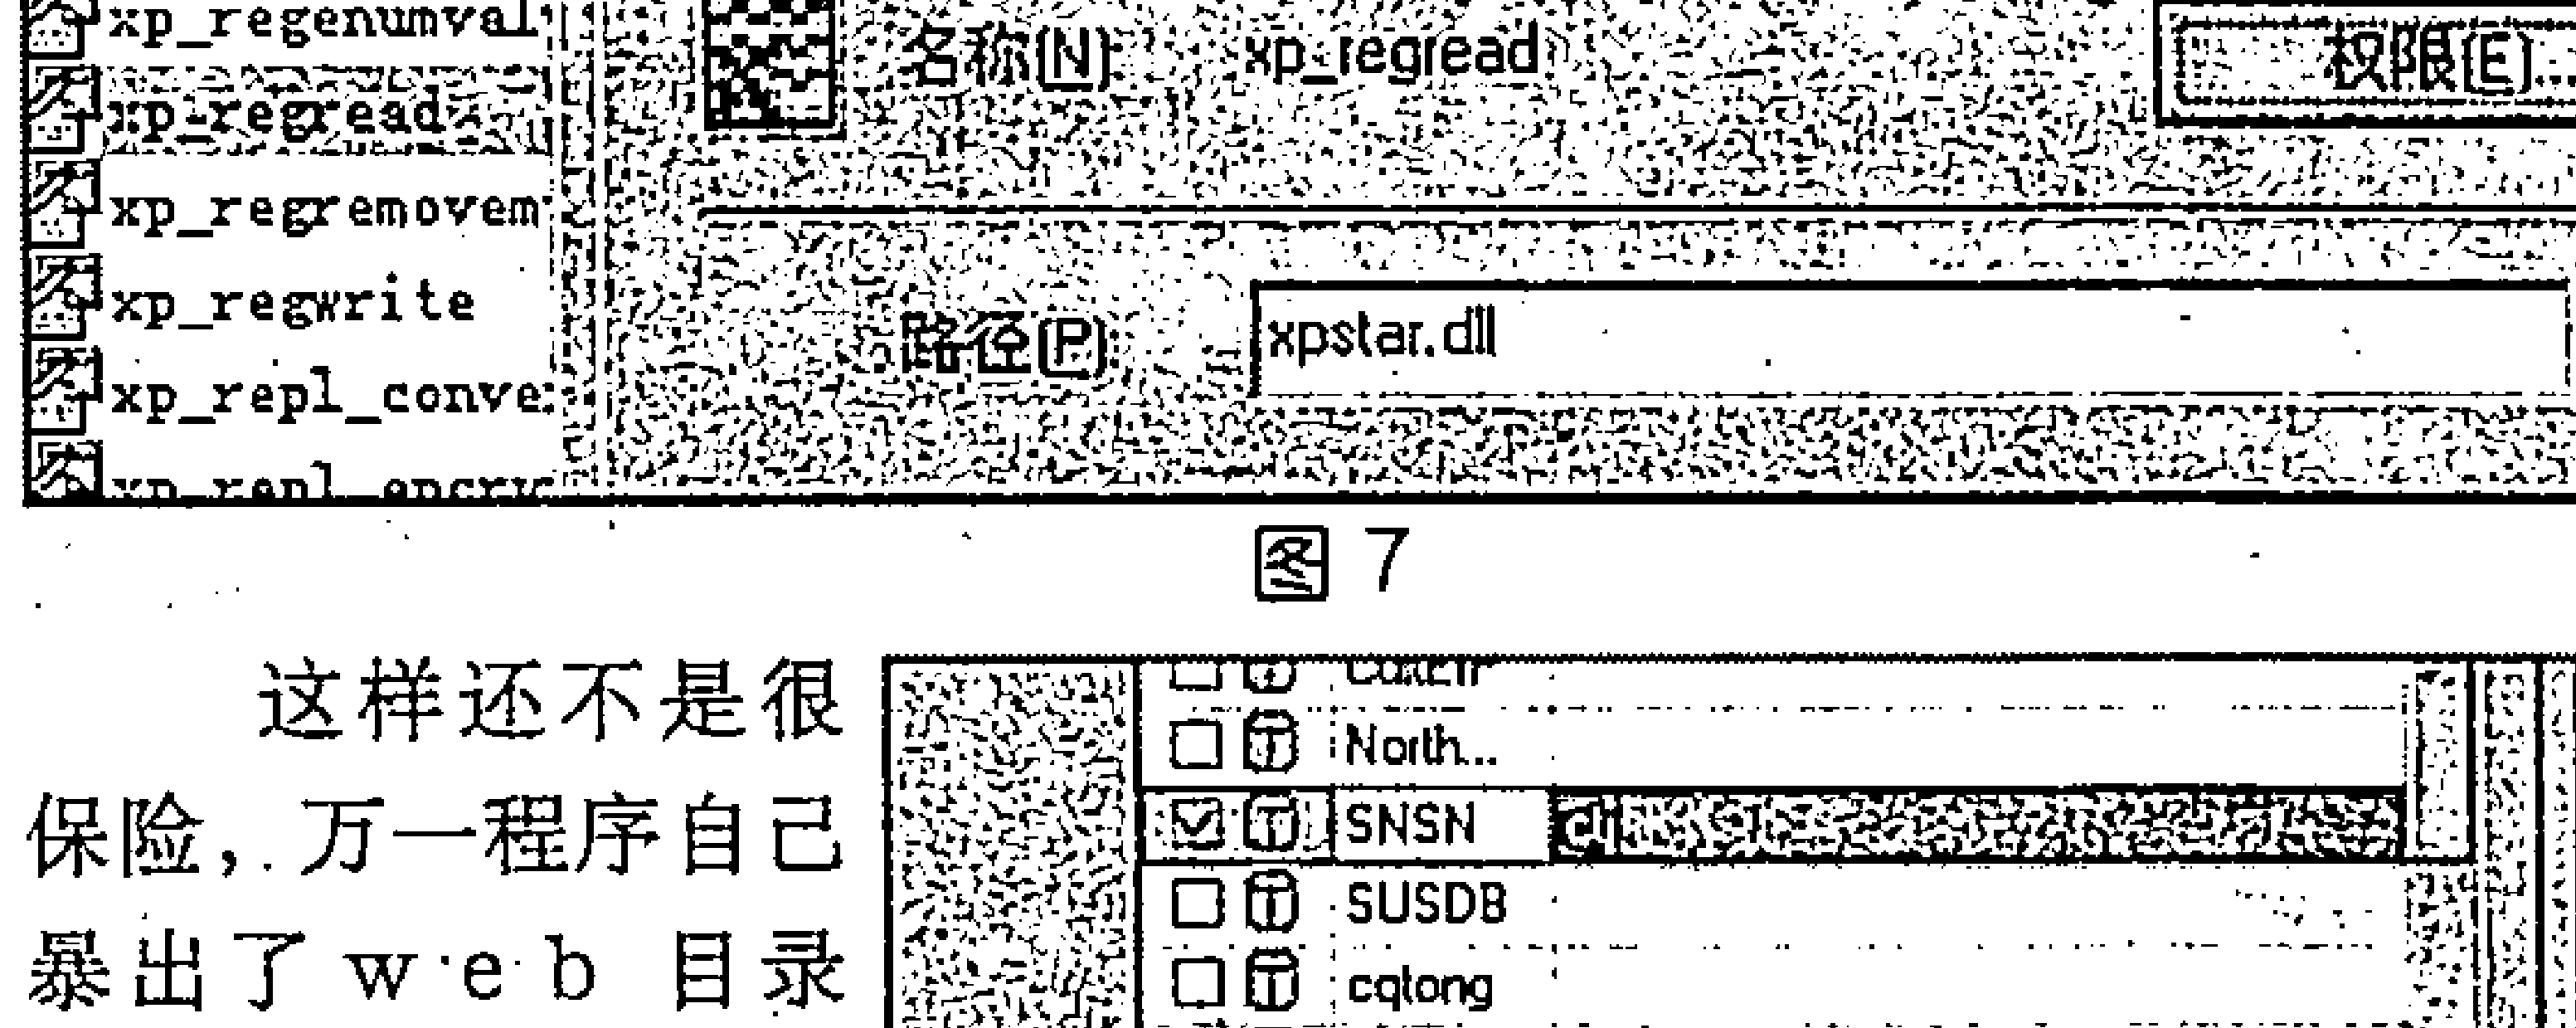 xp_regenumval
xp_regread
xp_regremovem
xp_regwrite
xp_repl_conve
xp_repl_encry
名称(N) xp_regread 权限(E)...
路径(P) xpstar.dll
图 7
这样还不是很
保险，万一程序自己
暴出了 web 目录
North...
SNSN
SUSDB
cqtong